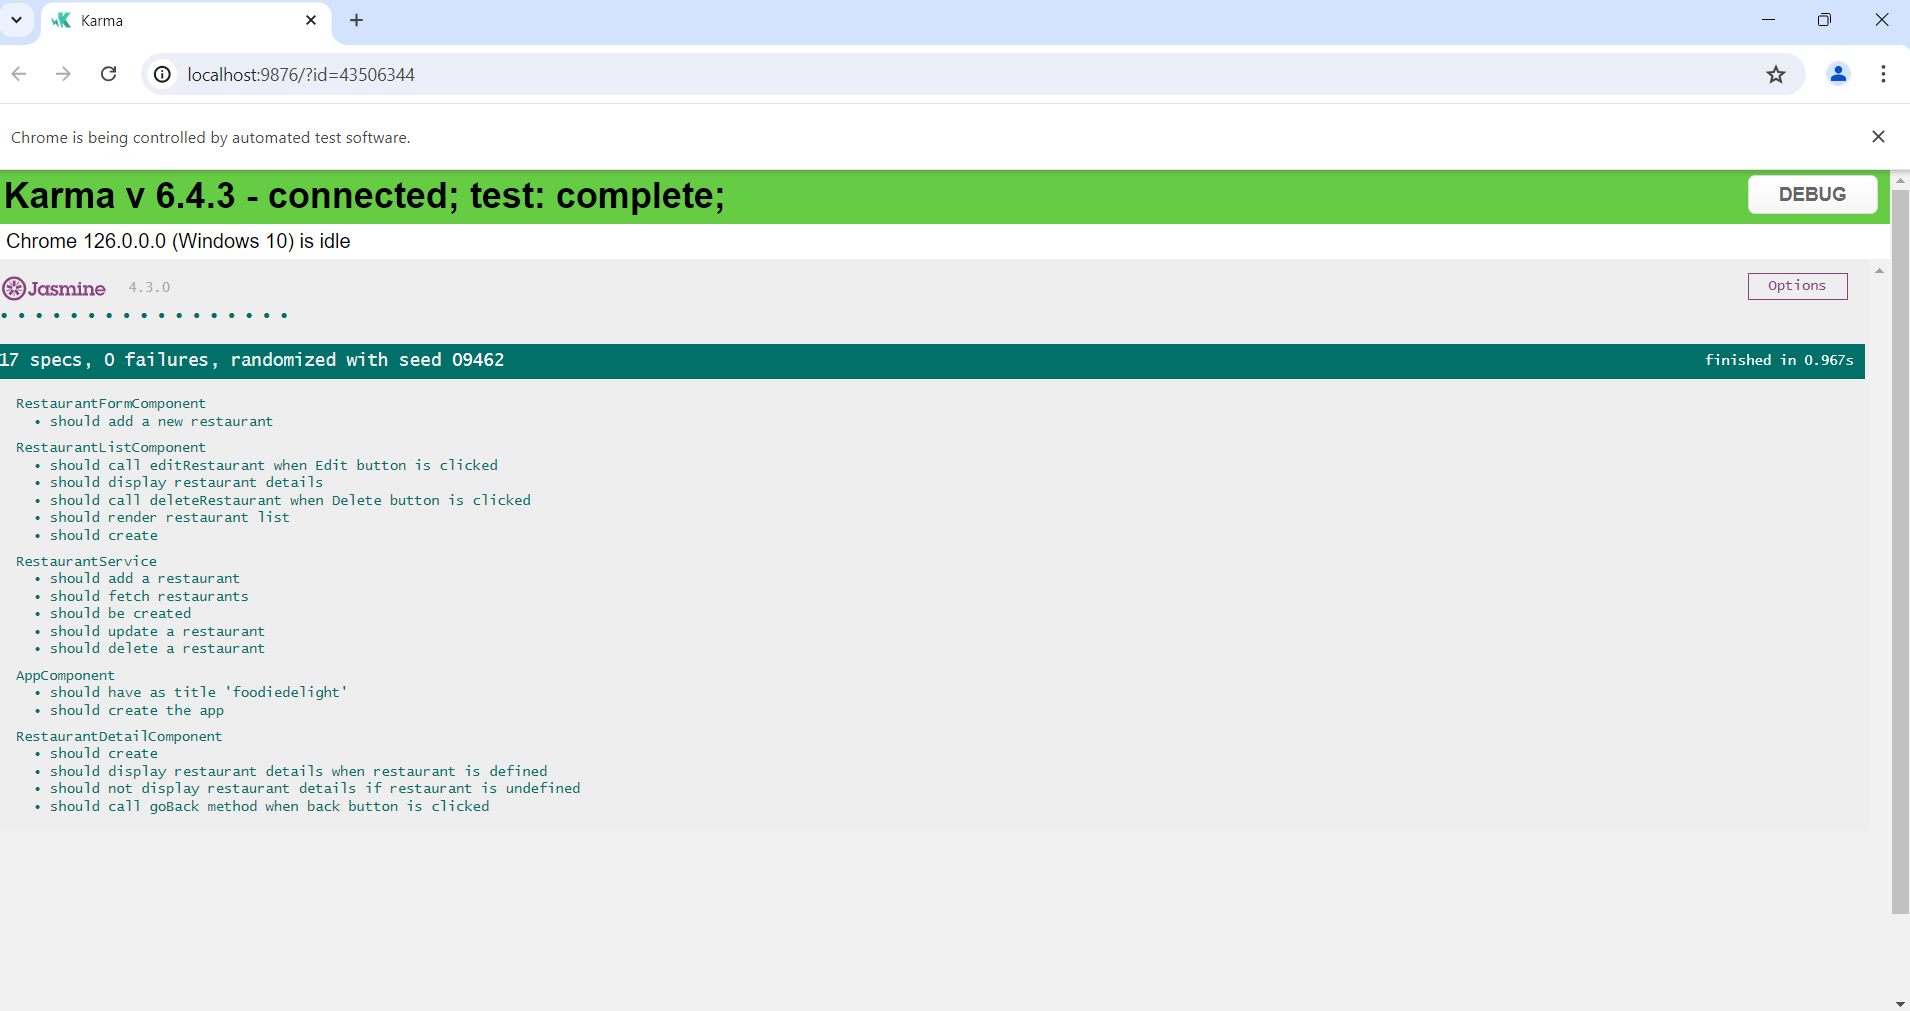 Karma
localhost:9876/?id=43506344
Chrome is being controlled by automated test software.
Karma v 6.4.3 - connected; test: complete;
DEBUG
Chrome 126.0.0.0 (Windows 10) is idle
Jasmine 4.3.0
Options
17 specs, 0 failures, randomized with seed 09462
finished in 0.967s
RestaurantFormComponent
• should add a new restaurant
RestaurantListComponent
• should call editRestaurant when Edit button is clicked
• should display restaurant details
• should call deleteRestaurant when Delete button is clicked
• should render restaurant list
• should create
RestaurantService
• should add a restaurant
• should fetch restaurants
• should be created
• should update a restaurant
• should delete a restaurant
AppComponent
• should have as title 'foodiedelight'
• should create the app
RestaurantDetailComponent
• should create
• should display restaurant details when restaurant is defined
• should not display restaurant details if restaurant is undefined
• should call goBack method when back button is clicked